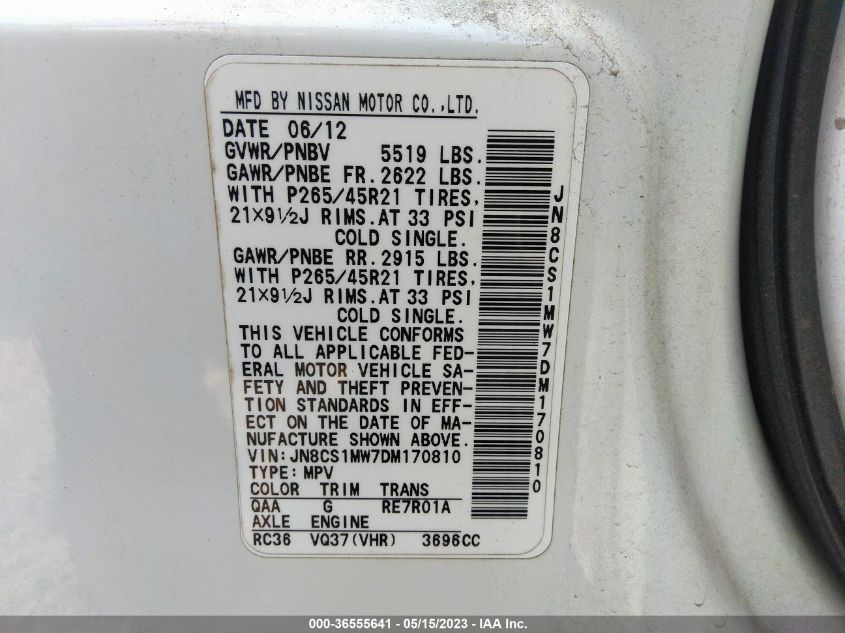 MFD BY NISSAN MOTOR CO.,LTD.
DATE 06/12
GVWR/PNBV 5519 LBS.
GAWR/PNBE FR.2622 LBS.
WITH P265/45R21 TIRES,
21X9½J RIMS.AT 33 PSI
COLD SINGLE.
GAWR/PNBE RR.2915 LBS.
WITH P265/45R21 TIRES,
21X9½J RIMS.AT 33 PSI
COLD SINGLE.
THIS VEHICLE CONFORMS
TO ALL APPLICABLE FED-
ERAL MOTOR VEHICLE SA-
FETY AND THEFT PREVEN-
TION STANDARDS IN EFF-
ECT ON THE DATE OF MA-
NUFACTURE SHOWN ABOVE.
VIN:JN8CS1MW7DM170810
TYPE:MPV
COLOR TRIM TRANS
QAA G RE7R01A
AXLE ENGINE
RC36 VQ37(VHR) 3696CC
JN8CS1MW7DM170810
000-36555641 - 05/15/2023 - IAA Inc.